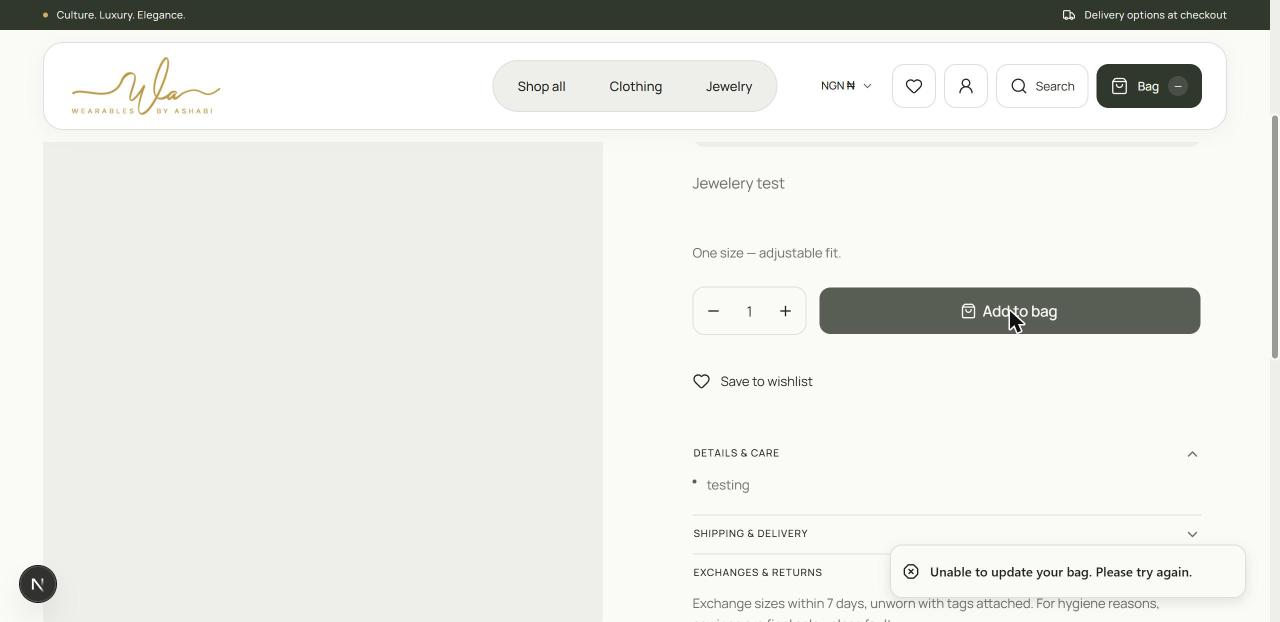 Culture. Luxury. Elegance.
Delivery options at checkout
Wa
WEARABLES BY ASHABI
Shop all
Clothing
Jewelry
NGN ₦
Search
Bag –
Jewelery test
One size — adjustable fit.
1
Add to bag
Save to wishlist
DETAILS & CARE
• testing
SHIPPING & DELIVERY
Unable to update your bag. Please try again.
EXCHANGES & RETURNS
N
Exchange sizes within 7 days, unworn with tags attached. For hygiene reasons,